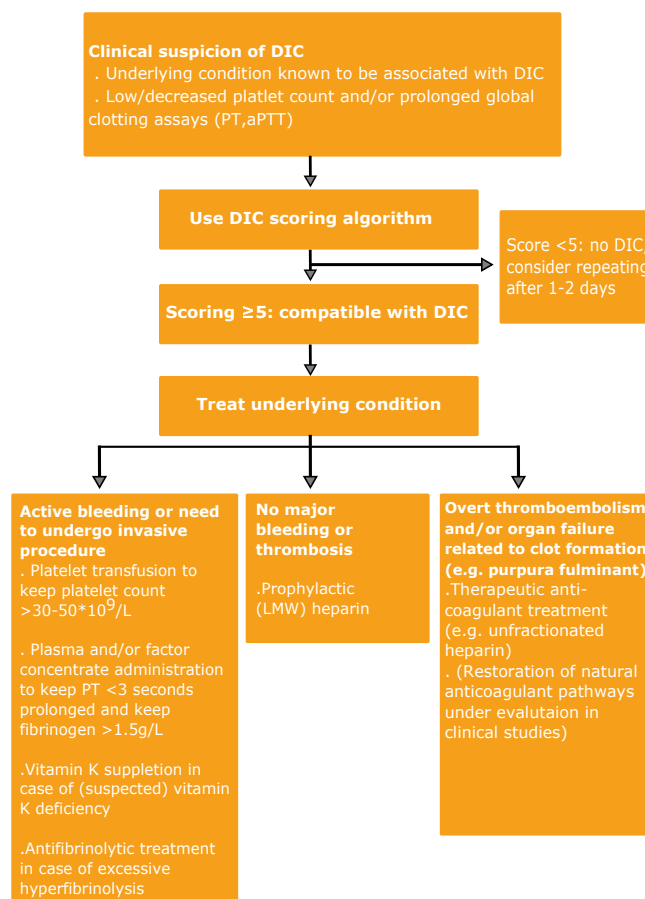 Clinical suspicion of DIC
. Underlying condition known to be associated with DIC
. Low/decreased platlet count and/or prolonged global
clotting assays (PT,aPTT)
Use DIC scoring algorithm
Score <5: no DIC,
consider repeating
after 1-2 days
Scoring ≥5: compatible with DIC
Treat underlying condition
Active bleeding or need
to undergo invasive
procedure
. Platelet transfusion to
keep platelet count
>30-50*10⁹/L
. Plasma and/or factor
concentrate administration
to keep PT <3 seconds
prolonged and keep
fibrinogen >1.5g/L
.Vitamin K suppletion in
case of (suspected) vitamin
K deficiency
.Antifibrinolytic treatment
in case of excessive
hyperfibrinolysis
No major
bleeding or
thrombosis
.Prophylactic
(LMW) heparin
Overt thromboembolism
and/or organ failure
related to clot formation
(e.g. purpura fulminant)
.Therapeutic anti-
coagulant treatment
(e.g. unfractionated
heparin)
. (Restoration of natural
anticoagulant pathways
under evalutaion in
clinical studies)